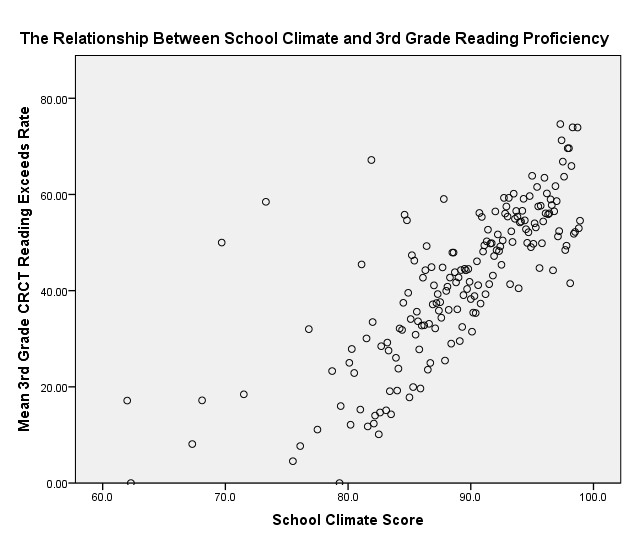 The Relationship Between School Climate and 3rd Grade Reading Proficiency
Mean 3rd Grade CRCT Reading Exceeds Rate
80.00
60.00
40.00
20.00
0.00
60.0 70.0 80.0 90.0 100.0
School Climate Score